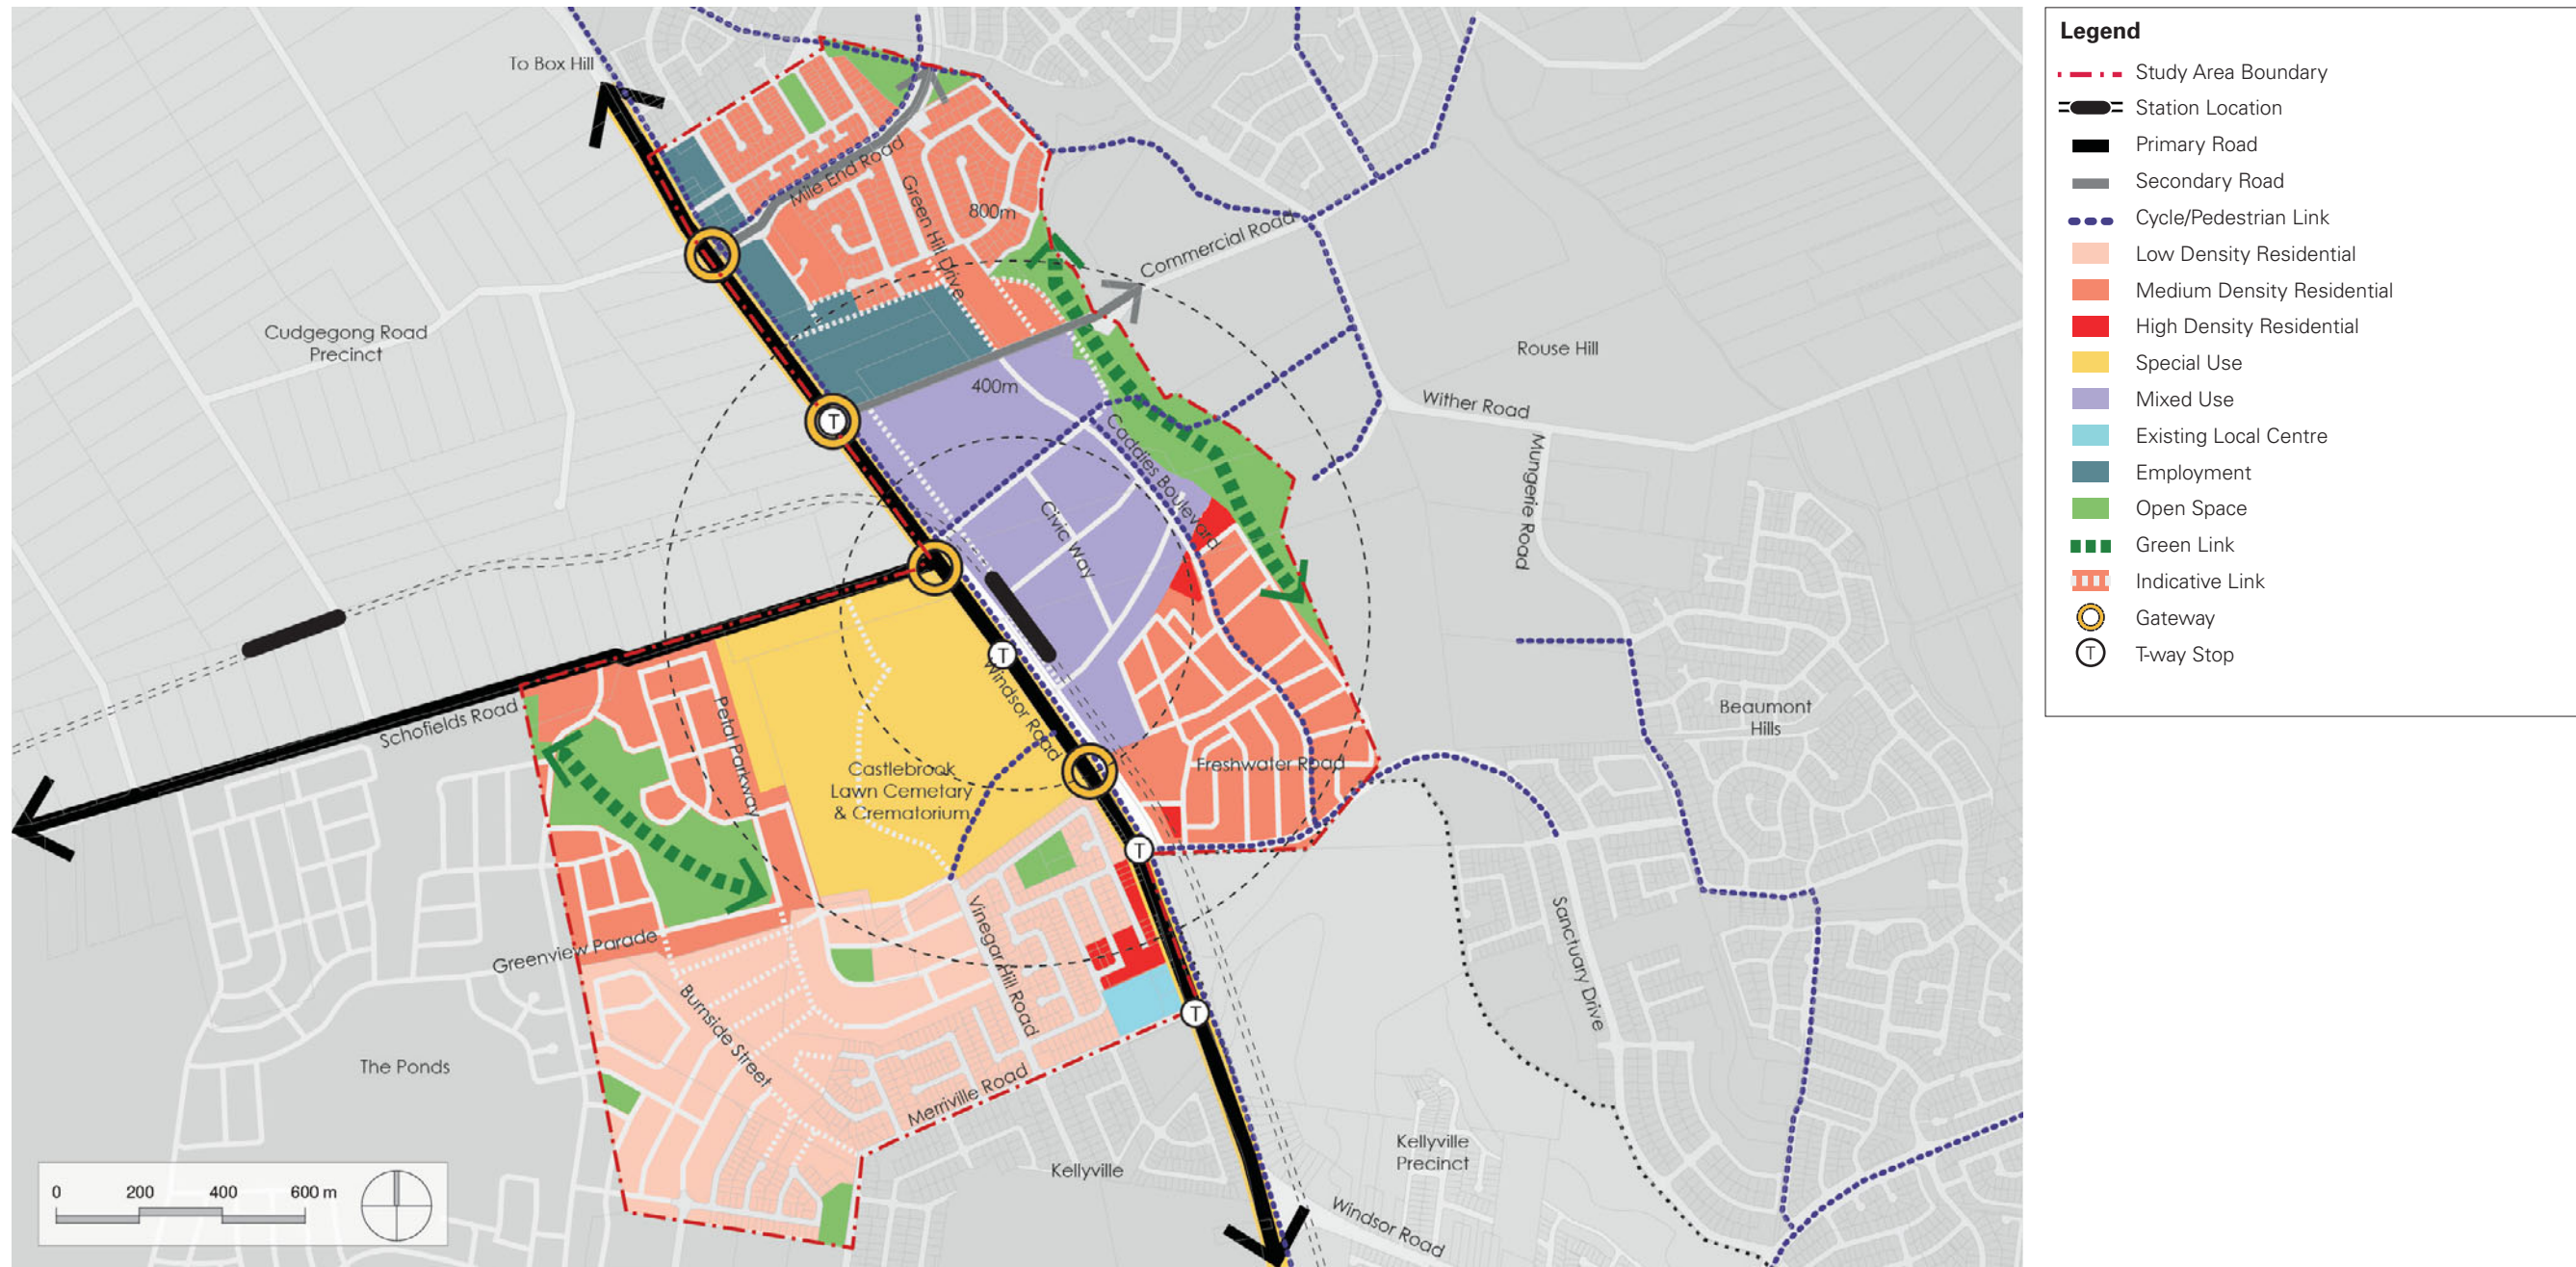 To Box Hill
Mile End Road
Green Hill Drive
800m
Commercial Road
Cudgegong Road
Precinct
Rouse Hill
400m
Wither Road
Caddies Boulevard
Mungerie Road
Civic Way
T
T
Windsor Road
Schofields Road
Petal Parkway
Beaumont
Hills
Castlebrook
Lawn Cemetary
& Crematorium
Freshwater Road
T
Vinegar Hill Road
Greenview Parade
Sanctuary Drive
Burnside Street
T
The Ponds
Merriville Road
Kellyville
Kellyville
Precinct
Windsor Road
0 200 400 600 m
Legend
Study Area Boundary
Station Location
Primary Road
Secondary Road
Cycle/Pedestrian Link
Low Density Residential
Medium Density Residential
High Density Residential
Special Use
Mixed Use
Existing Local Centre
Employment
Open Space
Green Link
Indicative Link
Gateway
T T-way Stop